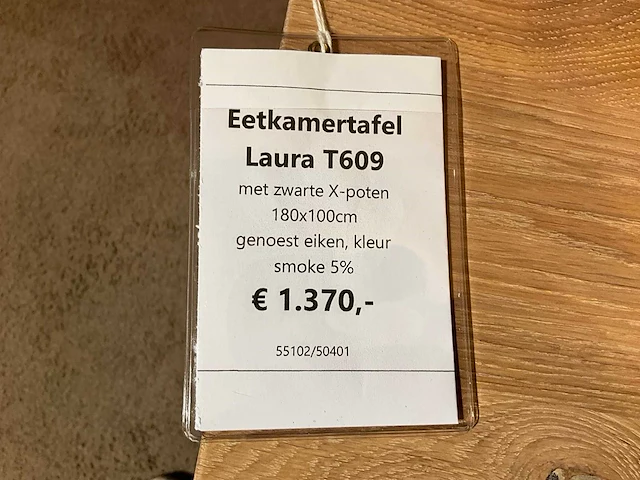 Eetkamertafel
Laura T609
met zwarte X-poten
180x100cm
genoest eiken, kleur
smoke 5%
€ 1.370,-
55102/50401